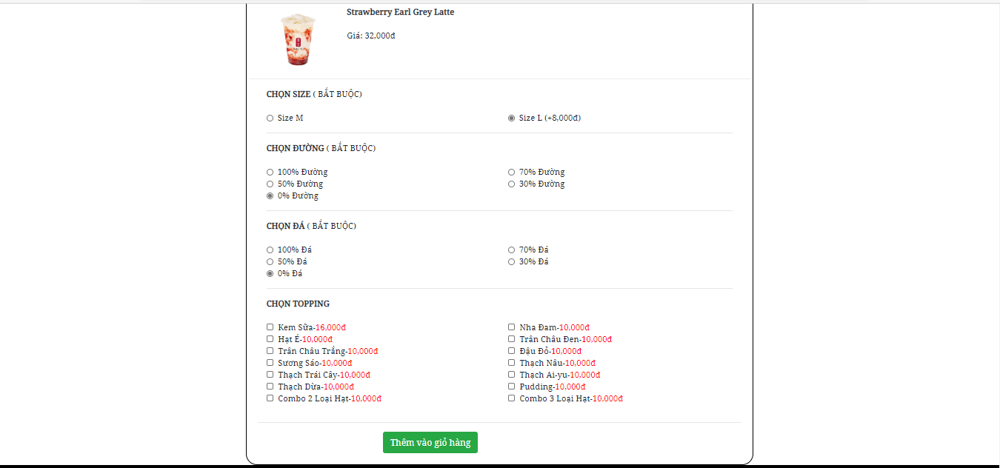 Strawberry Earl Grey Latte
Giá: 32,000đ
CHỌN SIZE ( BẮT BUỘC)
Size M
Size L (+8,000đ)
CHỌN ĐƯỜNG ( BẮT BUỘC)
100% Đường
70% Đường
50% Đường
30% Đường
0% Đường
CHỌN ĐÁ ( BẮT BUỘC)
100% Đá
70% Đá
50% Đá
30% Đá
0% Đá
CHỌN TOPPING
Kem Sữa-16,000đ
Nha Đam-10,000đ
Hạt É-10,000đ
Trân Châu Đen-10,000đ
Trân Châu Trắng-10,000đ
Đậu Đỏ-10,000đ
Sương Sáo-10,000đ
Thạch Nâu-10,000đ
Thạch Trái Cây-10,000đ
Thạch Ai-yu-10,000đ
Thạch Dừa-10,000đ
Pudding-10,000đ
Combo 2 Loại Hạt-10,000đ
Combo 3 Loại Hạt-10,000đ
Thêm vào giỏ hàng